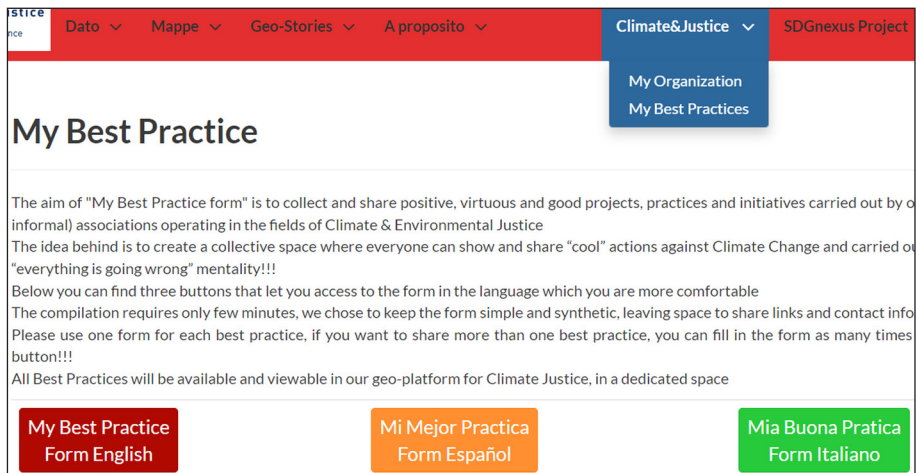 istice
nce
Dato Mappe Geo-Stories A proposito Climate&Justice SDGnexus Project
My Organization
My Best Practices
My Best Practice
The aim of "My Best Practice form" is to collect and share positive, virtuous and good projects, practices and initiatives carried out by o
informal) associations operating in the fields of Climate & Environmental Justice
The idea behind is to create a collective space where everyone can show and share “cool” actions against Climate Change and carried ou
“everything is going wrong” mentality!!!
Below you can find three buttons that let you access to the form in the language which you are more comfortable
The compilation requires only few minutes, we chose to keep the form simple and synthetic, leaving space to share links and contact info
Please use one form for each best practice, if you want to share more than one best practice, you can fill in the form as many times
button!!!
All Best Practices will be available and viewable in our geo-platform for Climate Justice, in a dedicated space
My Best Practice
Form English
Mi Mejor Practica
Form Español
Mia Buona Pratica
Form Italiano